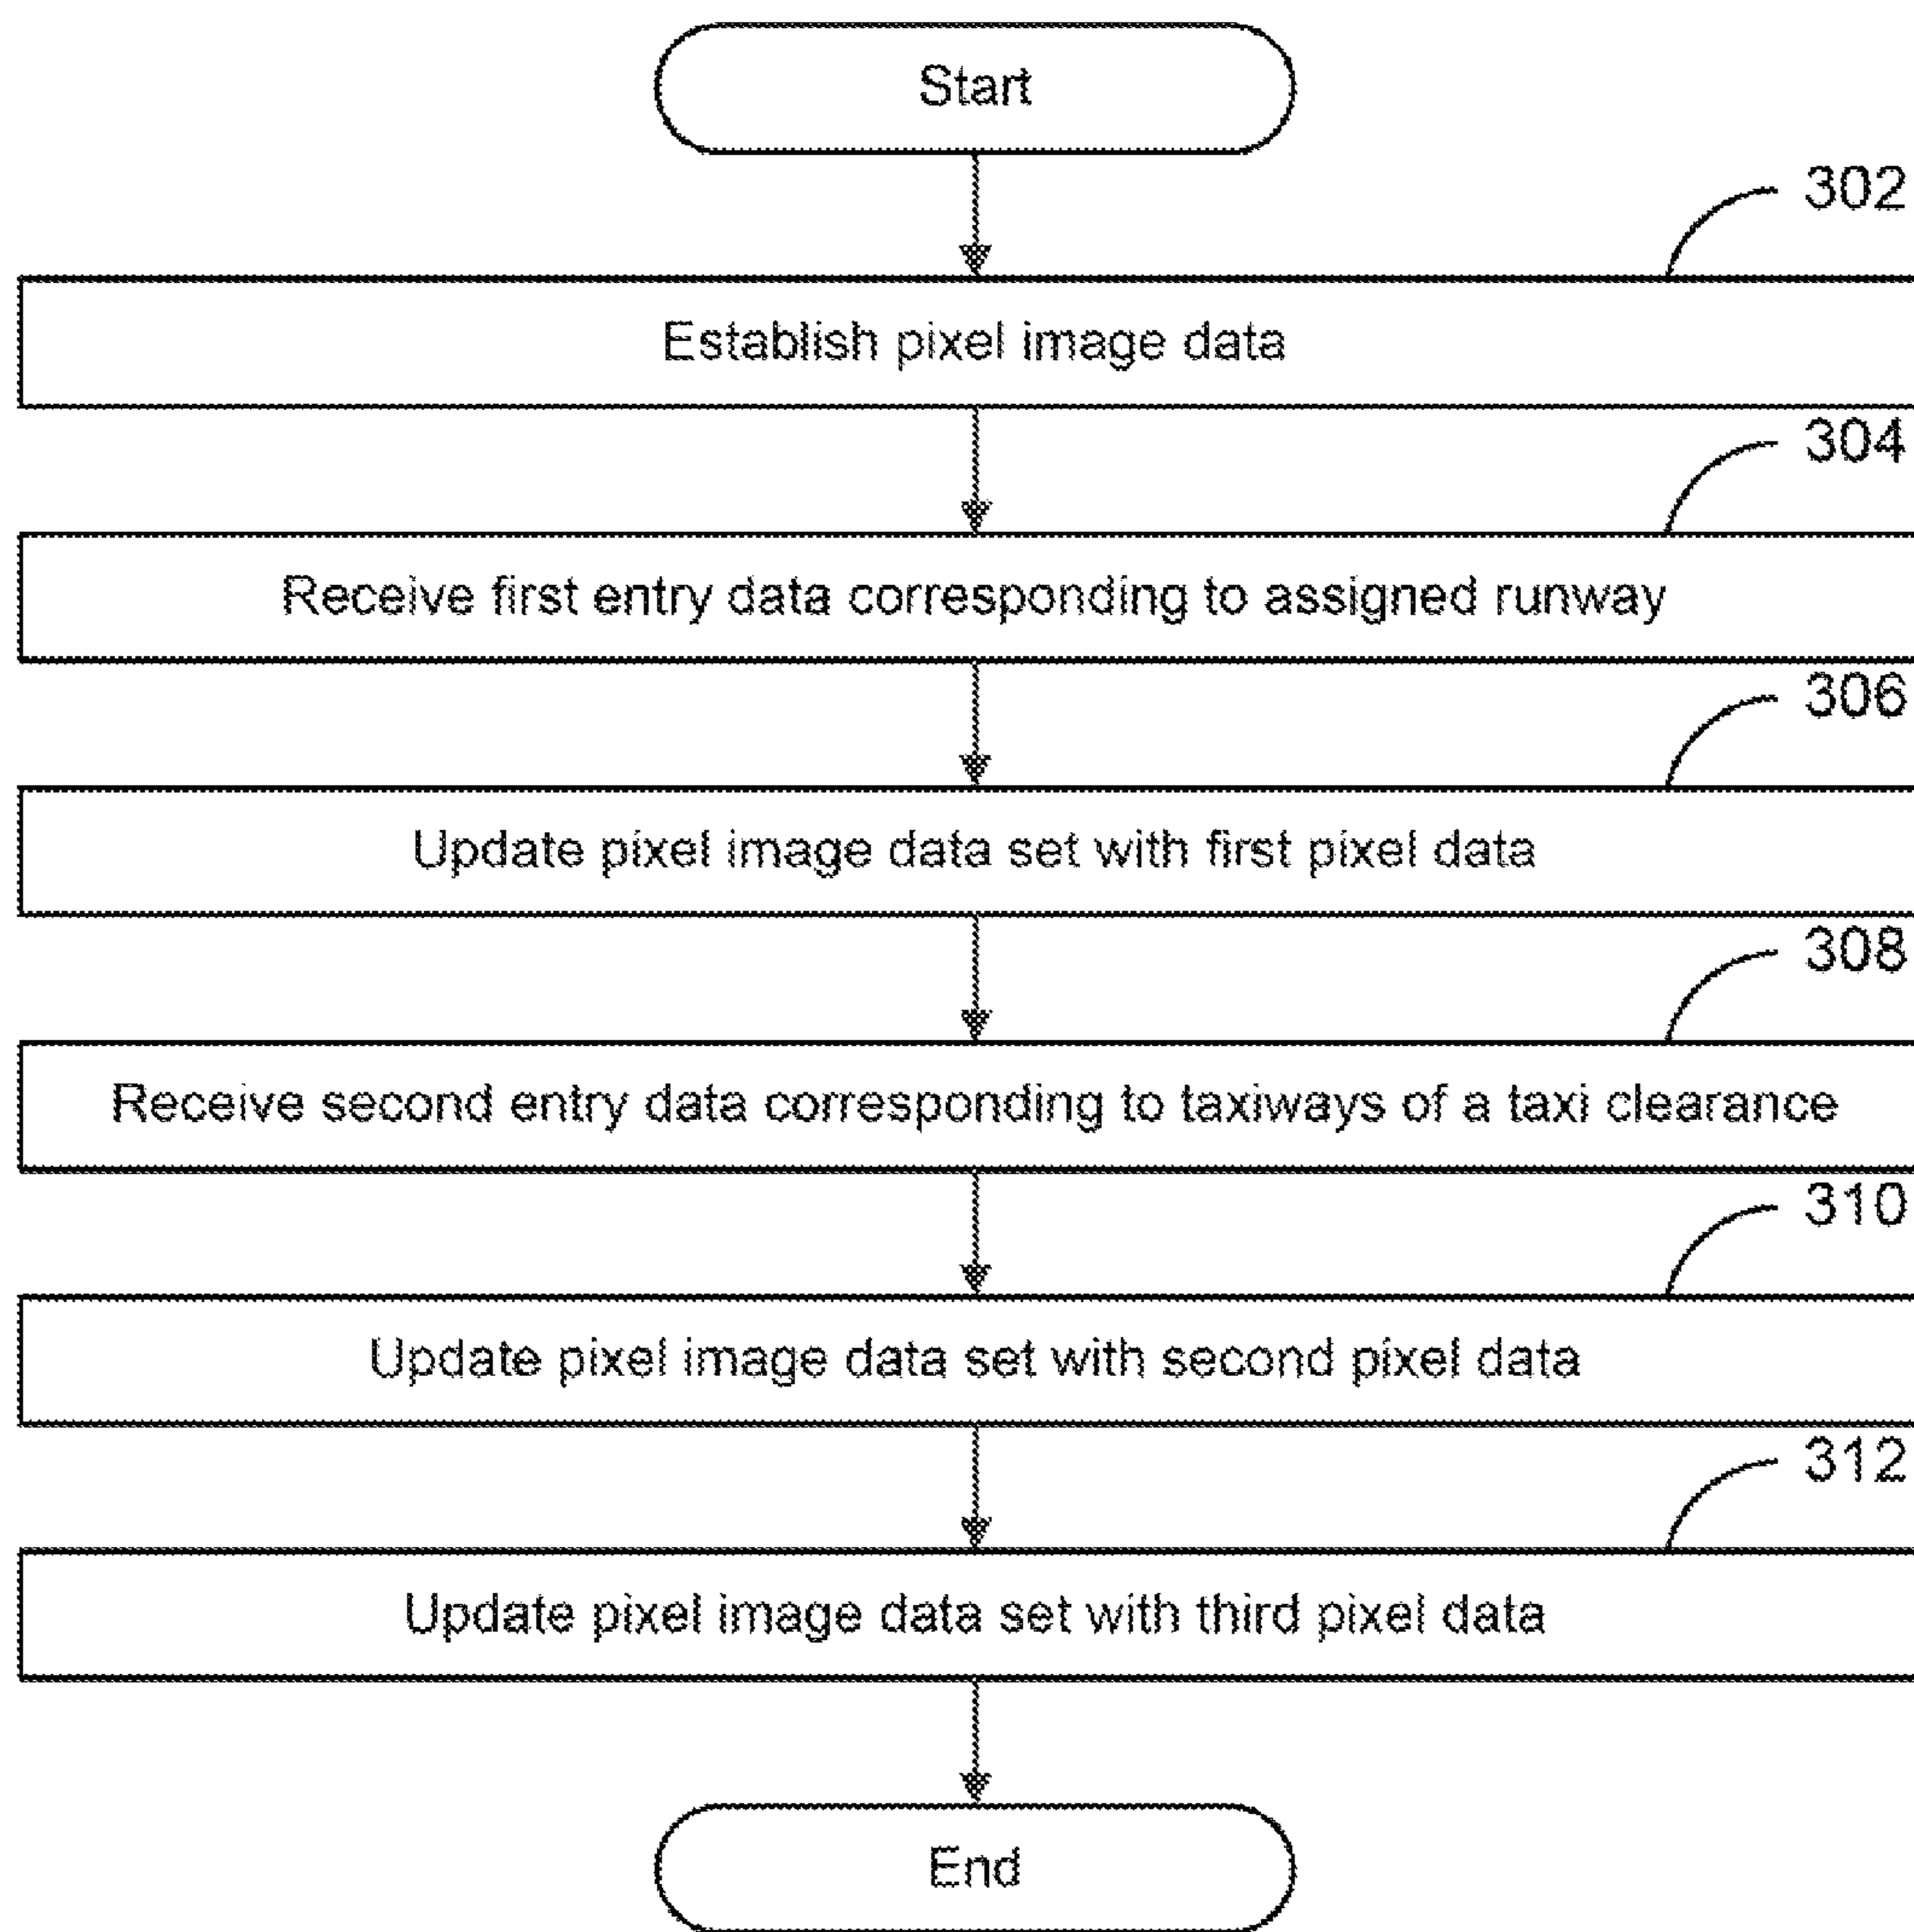 Start
302
Establish pixel image data
304
Receive first entry data corresponding to assigned runway
306
Update pixel image data set with first pixel data
308
Receive second entry data corresponding to taxiways of a taxi clearance
310
Update pixel image data set with second pixel data
312
Update pixel image data set with third pixel data
End